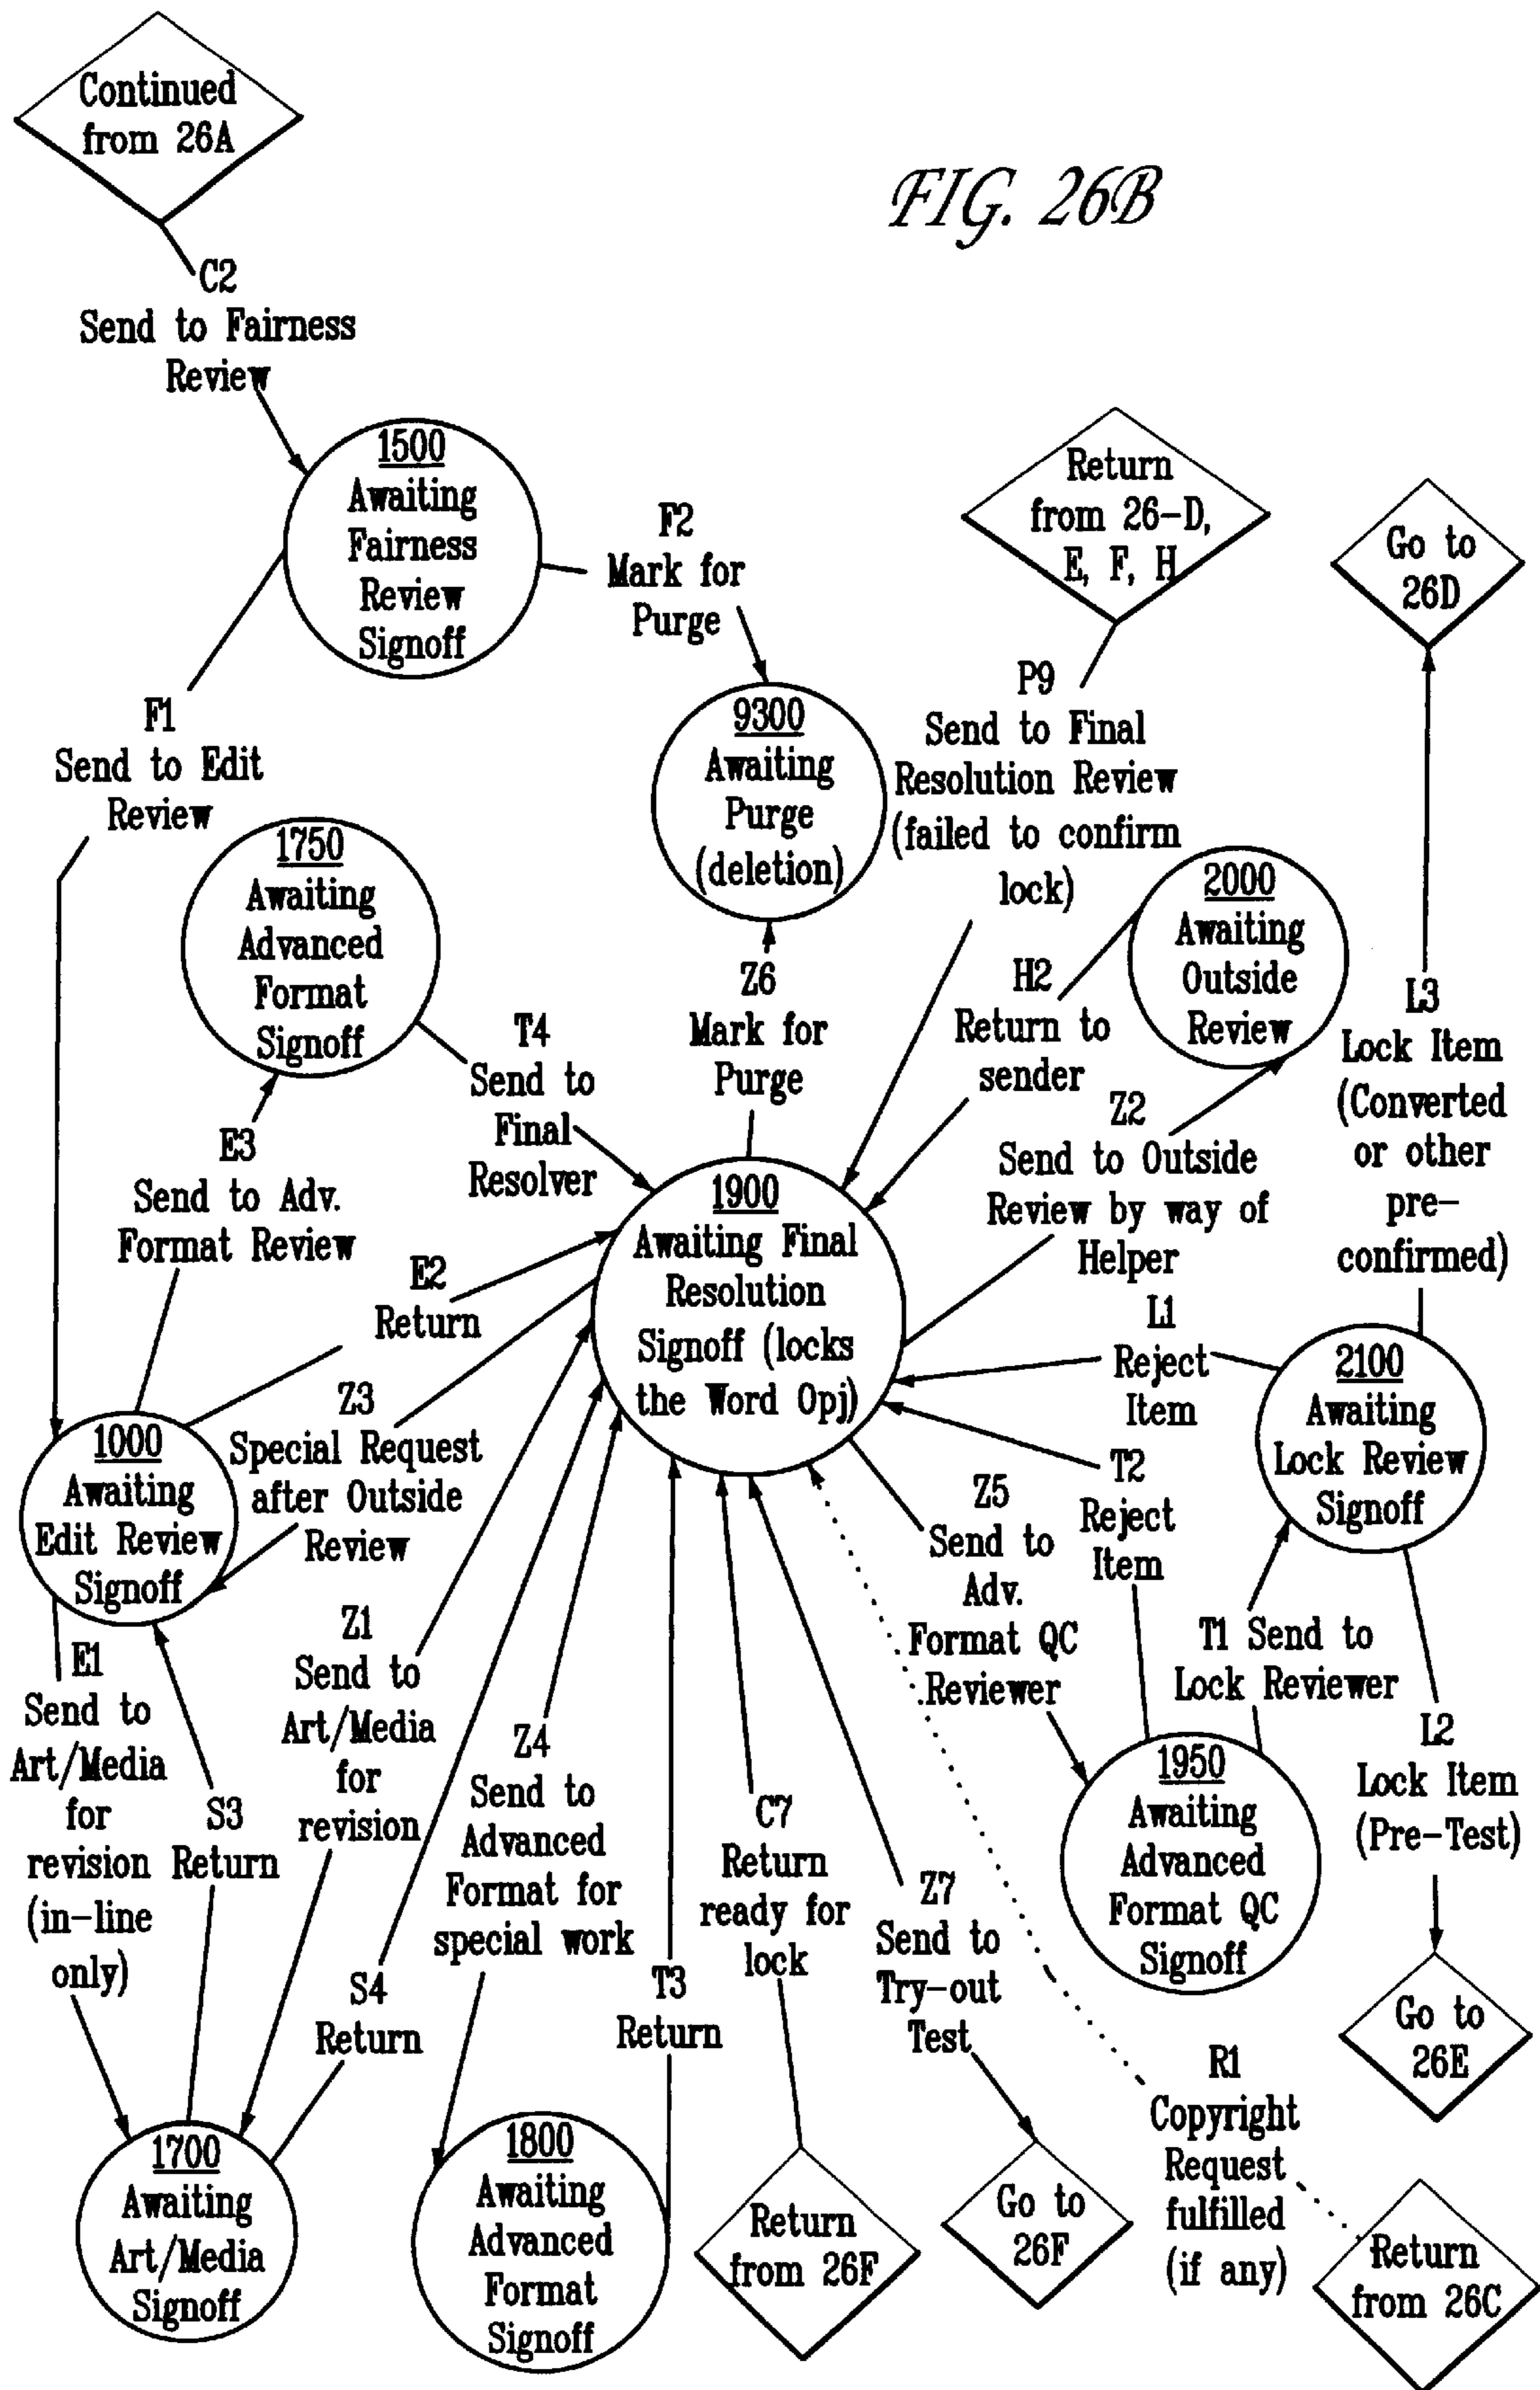 Continued
from 26A
FIG. 26B
C2
Send to Fairness
Review
1500
Awaiting
Fairness
Review
Signoff
F2
Mark for
Purge
Return
from 26-D,
E, F, H
Go to
26D
F1
Send to Edit
Review
9300
Awaiting
Purge
(deletion)
P9
Send to Final
Resolution Review
(failed to confirm
lock)
1750
Awaiting
Advanced
Format
Signoff
2000
Awaiting
Outside
Review
Z6
Mark for
Purge
H2
Return to
sender
L3
Lock Item
(Converted
or other
pre-
confirmed)
T4
Send to
Final
Resolver
Z2
Send to Outside
Review by way of
Helper
E3
Send to Adv.
Format Review
E2
Return
1900
Awaiting Final
Resolution
Signoff (locks
the Word Opj)
L1
Reject
Item
2100
Awaiting
Lock Review
Signoff
1000
Awaiting
Edit Review
Signoff
Z3
Special Request
after Outside
Review
T2
Reject
Item
Z5
Send to
Adv.
Format QC
Reviewer
T1 Send to
Lock Reviewer
E1
Send to
Art/Media
for
revision
(in-line
only)
S3
Return
Z1
Send to
Art/Media
for
revision
Z4
Send to
Advanced
Format for
special work
C7
Return
ready for
lock
Z7
Send to
Try-out
Test
1950
Awaiting
Advanced
Format QC
Signoff
L2
Lock Item
(Pre-Test)
S4
Return
T3
Return
Go to
26E
R1
Copyright
Request
fulfilled
(if any)
1700
Awaiting
Art/Media
Signoff
1800
Awaiting
Advanced
Format
Signoff
Return
from 26F
Go to
26F
Return
from 26C